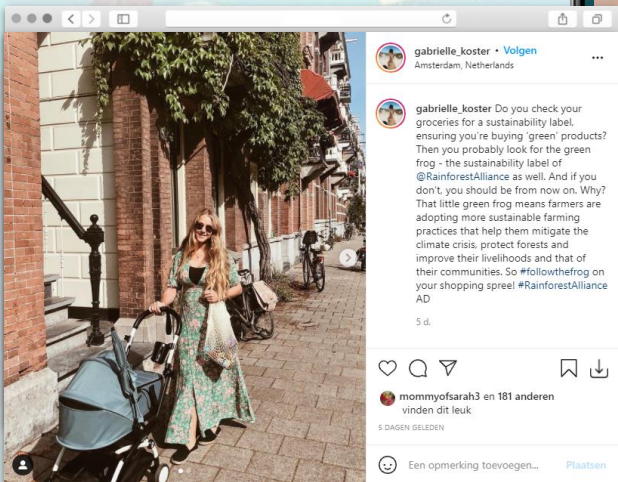 gabrielle_koster • Volgen
Amsterdam, Netherlands
gabrielle_koster Do you check your
groceries for a sustainability label,
ensuring you're buying 'green' products?
Then you probably look for the green
frog - the sustainability label of
@RainforestAlliance as well. And if you
don't, you should be from now on. Why?
That little green frog means farmers are
adopting more sustainable farming
practices that help them mitigate the
climate crisis, protect forests and
improve their livelihoods and that of
their communities. So #followthefrog on
your shopping spree! #RainforestAlliance
AD
5 d.
mommyofsarah3 en 181 anderen
vinden dit leuk
5 DAGEN GELEDEN
Een opmerking toevoegen... Plaatsen